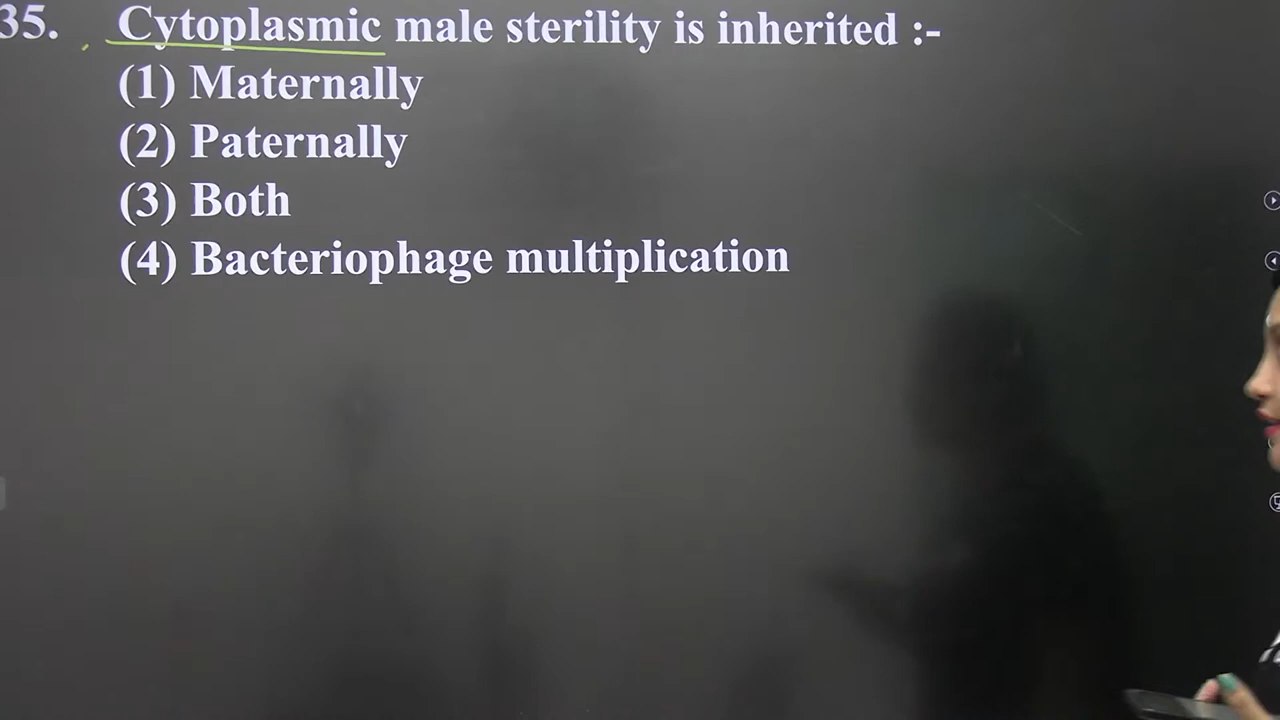 35. Cytoplasmic male sterility is inherited :-
(1) Maternally
(2) Paternally
(3) Both
(4) Bacteriophage multiplication